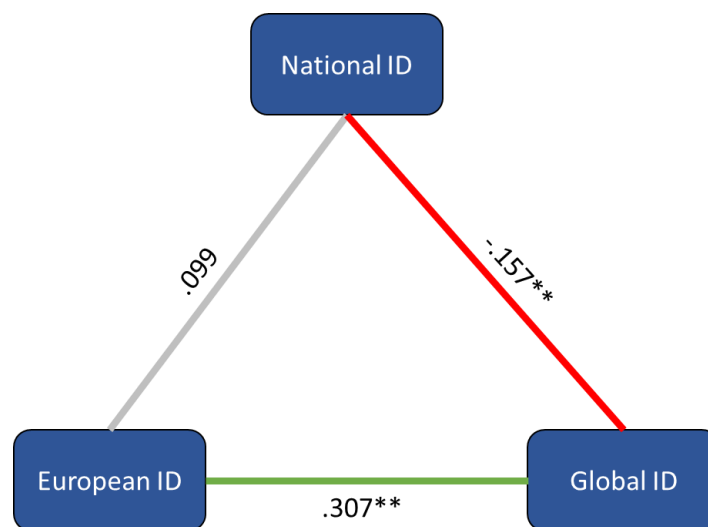 National ID
.099
-.157**
European ID
Global ID
.307**